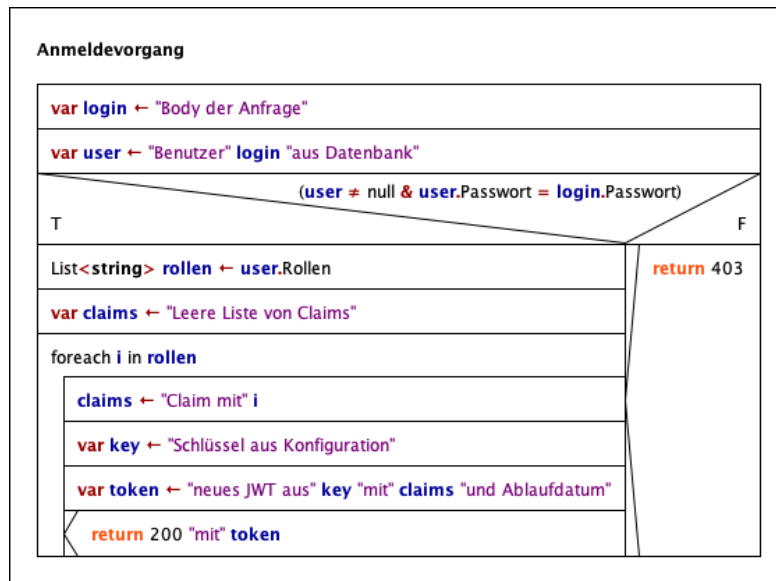 Anmeldevorgang
var login ← "Body der Anfrage"
var user ← "Benutzer" login "aus Datenbank"
(user ≠ null & user.Passwort = login.Passwort)
T
F
List<string> rollen ← user.Rollen
return 403
var claims ← "Leere Liste von Claims"
foreach i in rollen
claims ← "Claim mit" i
var key ← "Schlüssel aus Konfiguration"
var token ← "neues JWT aus" key "mit" claims "und Ablaufdatum"
return 200 "mit" token